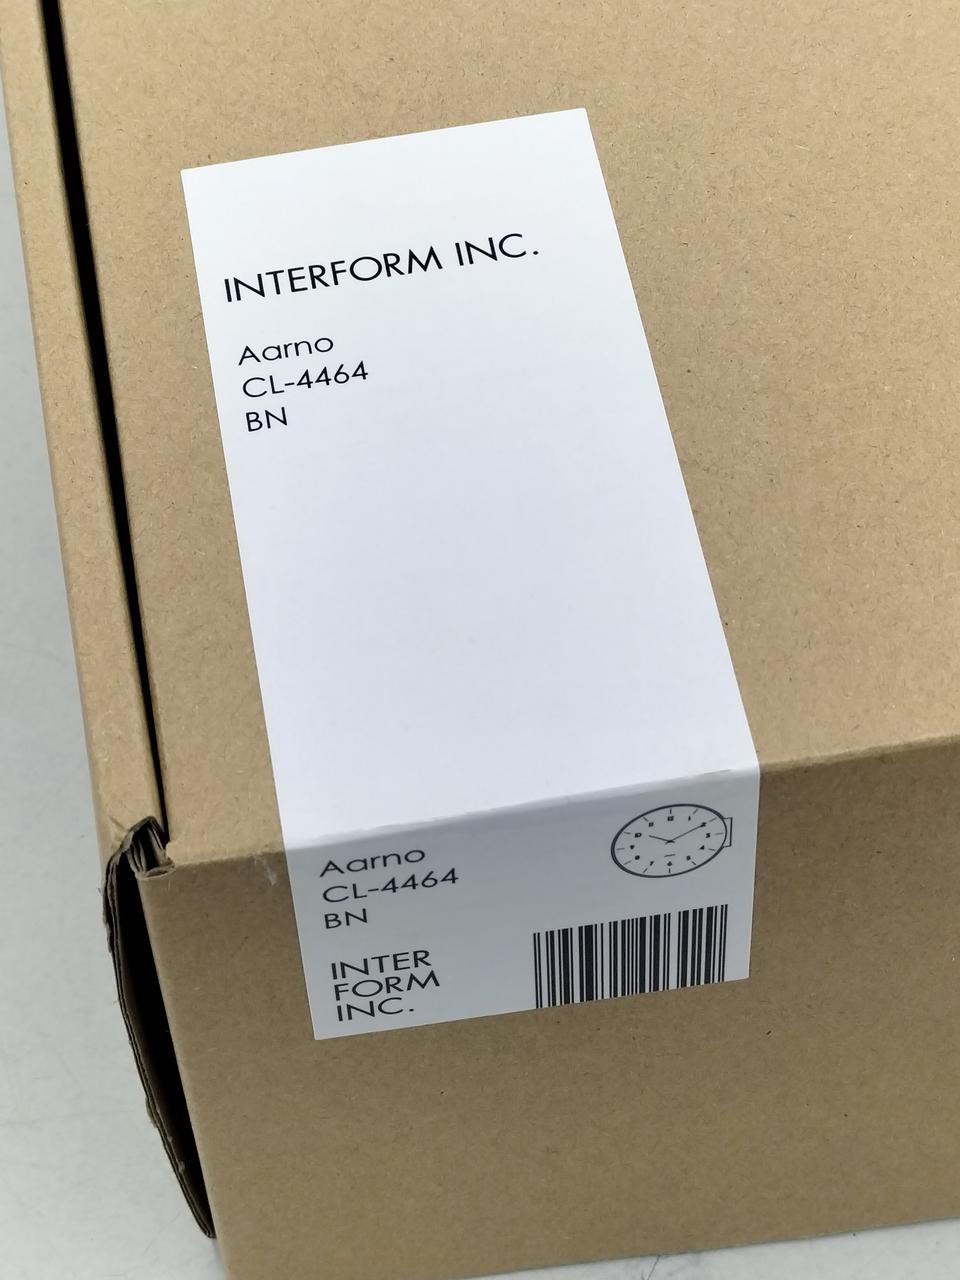 INTERFORM INC.
Aarno
CL-4464
BN
Aarno
CL-4464
BN
INTER
FORM
INC.